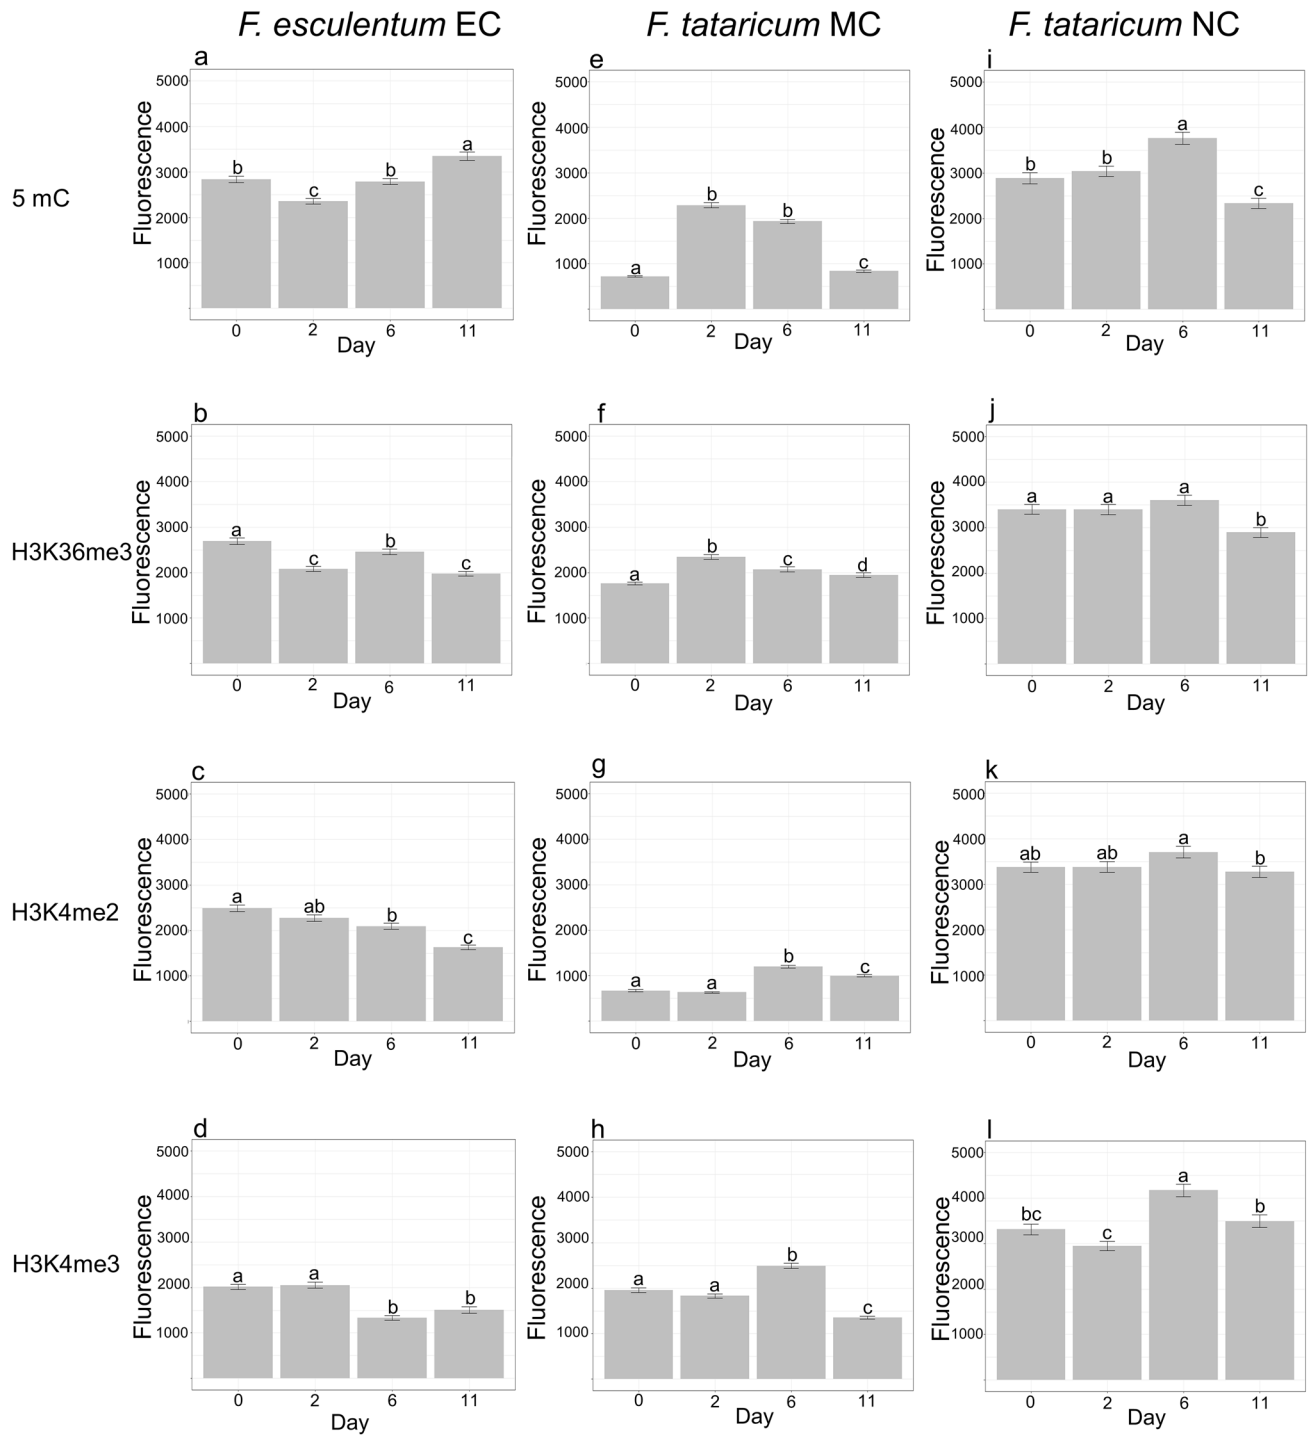 F. esculentum EC F. tataricum MC F. tataricum NC
a e i
5 mC
Fluorescence Fluorescence Fluorescence
5000 5000 5000
4000 4000 4000
3000 3000 3000
2000 2000 2000
1000 1000 1000
b c b a
a b b c
b b a c
0 2 6 11 0 2 6 11 0 2 6 11
Day Day Day
b f j
H3K36me3
Fluorescence Fluorescence Fluorescence
5000 5000 5000
4000 4000 4000
3000 3000 3000
2000 2000 2000
1000 1000 1000
a c b c
a b c d
a a a b
0 2 6 11 0 2 6 11 0 2 6 11
Day Day Day
c g k
H3K4me2
Fluorescence Fluorescence Fluorescence
5000 5000 5000
4000 4000 4000
3000 3000 3000
2000 2000 2000
1000 1000 1000
a ab b c
a a b c
ab ab a b
0 2 6 11 0 2 6 11 0 2 6 11
Day Day Day
d h l
H3K4me3
Fluorescence Fluorescence Fluorescence
5000 5000 5000
4000 4000 4000
3000 3000 3000
2000 2000 2000
1000 1000 1000
a a b b
a a b c
bc c a b
0 2 6 11 0 2 6 11 0 2 6 11
Day Day Day